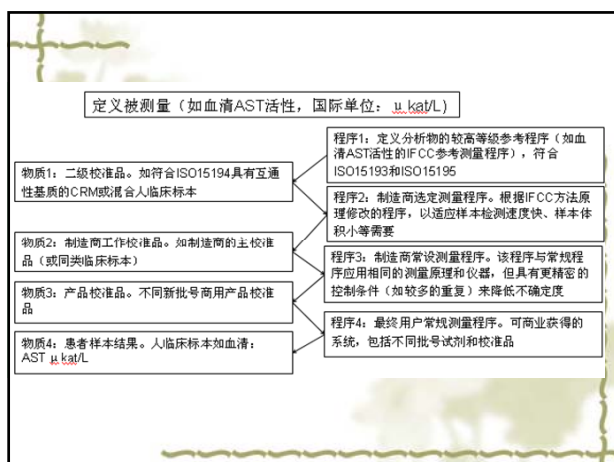 定义被测量（如血清AST活性，国际单位：μ kat/L)
程序1：定义分析物的较高等级参考程序（如血
清AST活性的IFCC参考测量程序），符合
ISO15193和ISO15195
物质1：二级校准品。如符合ISO15194具有互通
性基质的CRM或混合人临床标本
程序2：制造商选定测量程序。根据IFCC方法原
理修改的程序，以适应样本检测速度快、样本体
积小等需要
物质2：制造商工作校准品。如制造商的主校准
品（或同类临床标本）
程序3：制造商常设测量程序。该程序与常规程
序应用相同的测量原理和仪器，但具有更精密的
控制条件（如较多的重复）来降低不确定度
物质3：产品校准品。不同新批号商用产品校准
品
程序4：最终用户常规测量程序。可商业获得的
系统，包括不同批号试剂和校准品
物质4：患者样本结果。人临床标本如血清：
AST μ kat/L